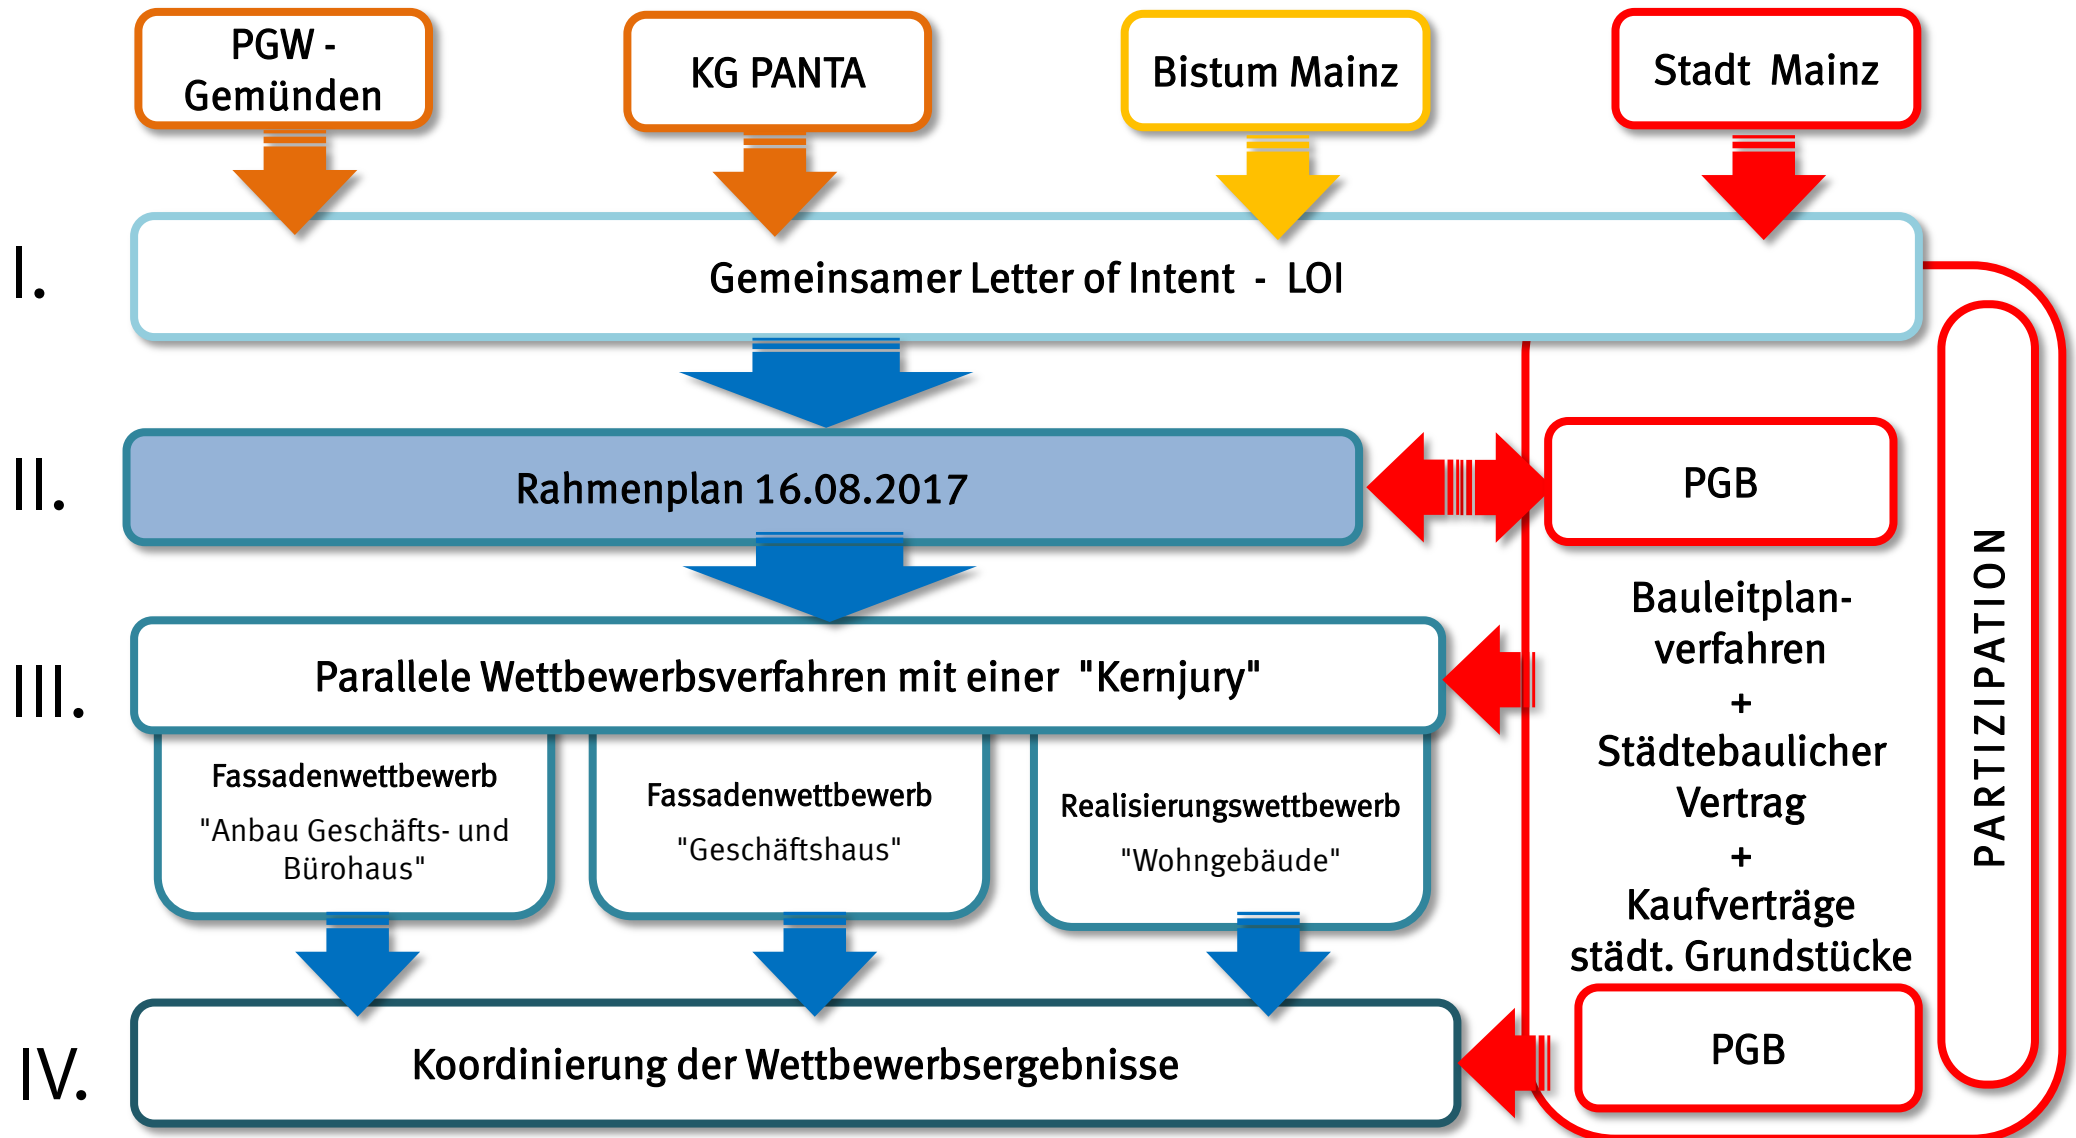 PGW -
Gemünden
KG PANTA
Bistum Mainz
Stadt Mainz
I.
Gemeinsamer Letter of Intent - LOI
II.
Rahmenplan 16.08.2017
PGB
III.
Parallele Wettbewerbsverfahren mit einer "Kernjury"
Fassadenwettbewerb
"Anbau Geschäfts- und
Bürohaus"
Fassadenwettbewerb
"Geschäftshaus"
Realisierungswettbewerb
"Wohngebäude"
Bauleitplan-
verfahren
+
Städtebaulicher
Vertrag
+
Kaufverträge
städt. Grundstücke
PARTIZIPATION
IV.
Koordinierung der Wettbewerbsergebnisse
PGB